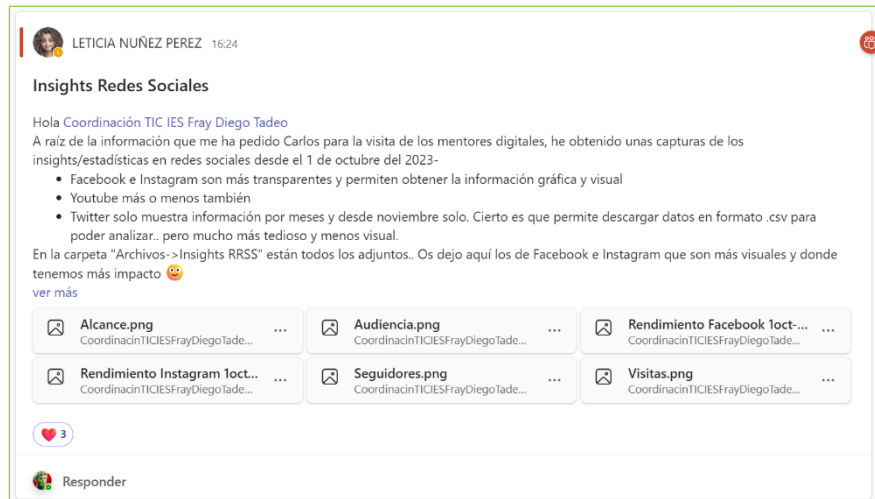 LETICIA NUÑEZ PEREZ 16:24
Insights Redes Sociales
Hola Coordinación TIC IES Fray Diego Tadeo
A raíz de la información que me ha pedido Carlos para la visita de los mentores digitales, he obtenido unas capturas de los
insights/estadísticas en redes sociales desde el 1 de octubre del 2023-
• Facebook e Instagram son más transparentes y permiten obtener la información gráfica y visual
• Youtube más o menos también
• Twitter solo muestra información por meses y desde noviembre solo. Cierto es que permite descargar datos en formato .csv para
poder analizar.. pero mucho más tedioso y menos visual.
En la carpeta "Archivos->Insights RRSS" están todos los adjuntos.. Os dejo aquí los de Facebook e Instagram que son más visuales y donde
tenemos más impacto
ver más
Alcance.png ... Audiencia.png ... Rendimiento Facebook 1oct-... ...
CoordinacinTICIESFrayDiegoTade... CoordinacinTICIESFrayDiegoTade... CoordinacinTICIESFrayDiegoTade...
Rendimiento Instagram 1oct... ... Seguidores.png ... Visitas.png ...
CoordinacinTICIESFrayDiegoTade... CoordinacinTICIESFrayDiegoTade... CoordinacinTICIESFrayDiegoTade...
3
Responder